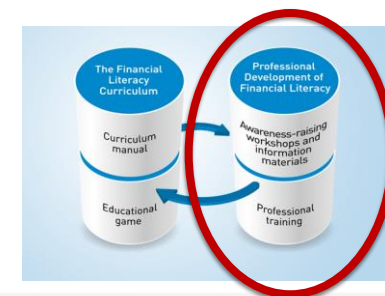 The Financial
Literacy
Curriculum
Curriculum
manual
Educational
game
Professional
Development of
Financial Literacy
Awareness-raising
workshops and
information
materials
Professional
training